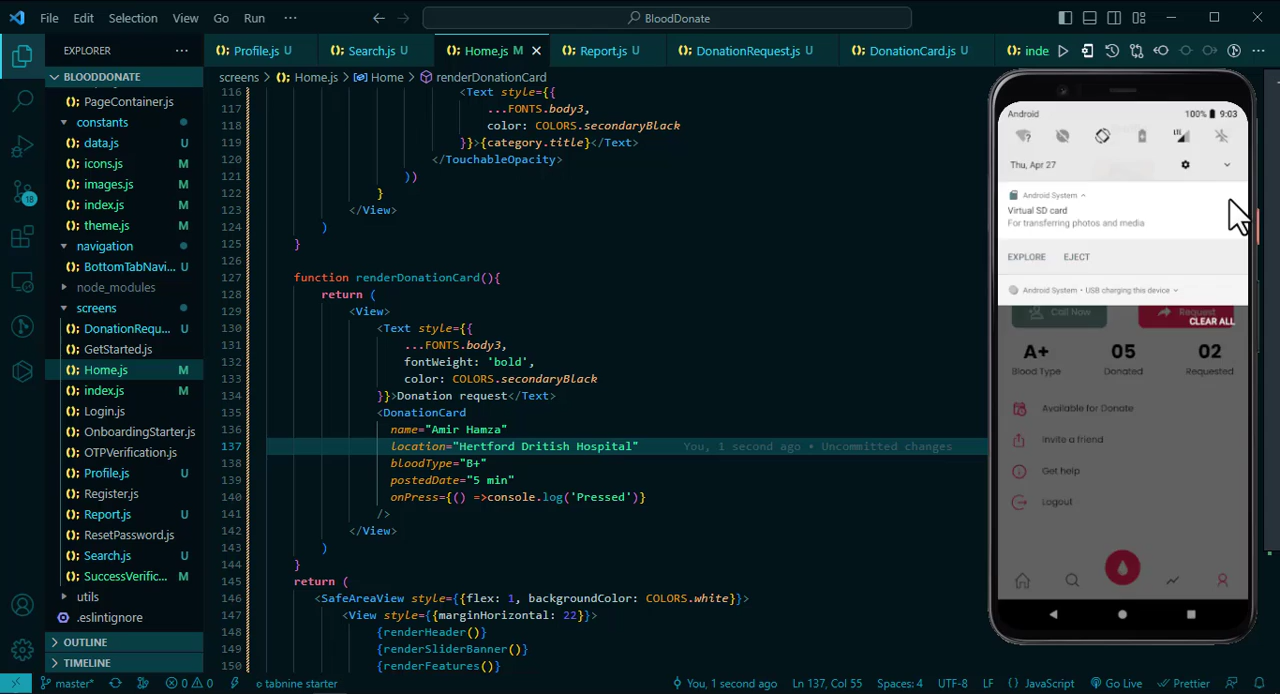 File Edit Selection View Go Run ··· BloodDonate
EXPLORER ···
BLOODDONATE
PageContainer.js
constants
data.js U
icons.js M
images.js M
index.js M
theme.js M
navigation
BottomTabNavi... U
node_modules
screens
DonationRequ... U
GetStarted.js
Home.js M
index.js M
Login.js
OnboardingStarter.js
OTPVerification.js
Profile.js U
Register.js
Report.js U
ResetPassword.js
Search.js U
SuccessVerific... M
utils
.eslintignore
OUTLINE
TIMELINE
Profile.js U Search.js U Home.js M Report.js U DonationRequest.js U DonationCard.js U inde
screens > Home.js > Home > renderDonationCard
116 <Text style={{
117 ...FONTS.body3,
118 color: COLORS.secondaryBlack
119 }}>{category.title}</Text>
120 </TouchableOpacity>
121 ))
122 }
123 </View>
124 )
125 }
126
127 function renderDonationCard(){
128 return (
129 <View>
130 <Text style={{
131 ...FONTS.body3,
132 fontWeight: 'bold',
133 color: COLORS.secondaryBlack
134 }}>Donation request</Text>
135 <DonationCard
136 name="Amir Hamza"
137 location="Hertford Dritish Hospital" You, 1 second ago • Uncommitted changes
138 bloodType="B+"
139 postedDate="5 min"
140 onPress={() =>console.log('Pressed')}
141 />
142 </View>
143 )
144 }
145 return (
146 <SafeAreaView style={{flex: 1, backgroundColor: COLORS.white}}>
147 <View style={{marginHorizontal: 22}}>
148 {renderHeader()}
149 {renderSliderBanner()}
150 {renderFeatures()}
Android 100% 9:03
Thu, Apr 27
Android System
Virtual SD card
For transferring photos and media
EXPLORE EJECT
Android System • USB charging this device
Call Now Request
CLEAR ALL
A+ 05 02
Blood Type Donated Requested
Available for Donate
Invite a friend
Get help
Logout
18
master* 0 0 tabnine starter You, 1 second ago Ln 137, Col 55 Spaces: 4 UTF-8 LF { } JavaScript Go Live Prettier